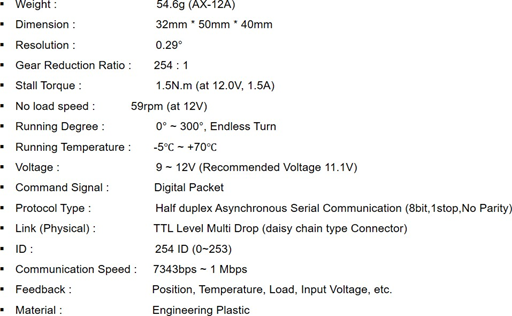 ▪ Weight : 54.6g (AX-12A)
▪ Dimension : 32mm * 50mm * 40mm
▪ Resolution : 0.29°
▪ Gear Reduction Ratio : 254 : 1
▪ Stall Torque : 1.5N.m (at 12.0V, 1.5A)
▪ No load speed : 59rpm (at 12V)
▪ Running Degree : 0° ~ 300°, Endless Turn
▪ Running Temperature : -5℃ ~ +70℃
▪ Voltage : 9 ~ 12V (Recommended Voltage 11.1V)
▪ Command Signal : Digital Packet
▪ Protocol Type : Half duplex Asynchronous Serial Communication (8bit,1stop,No Parity)
▪ Link (Physical) : TTL Level Multi Drop (daisy chain type Connector)
▪ ID : 254 ID (0~253)
▪ Communication Speed : 7343bps ~ 1 Mbps
▪ Feedback : Position, Temperature, Load, Input Voltage, etc.
▪ Material : Engineering Plastic